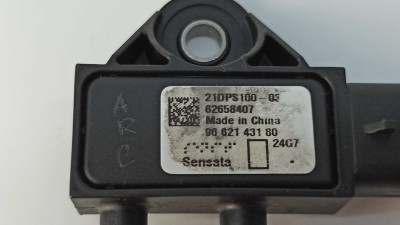 ARC
21DPS100-03
62658407
Made in China
96 621 431 80
Sensata
24G7